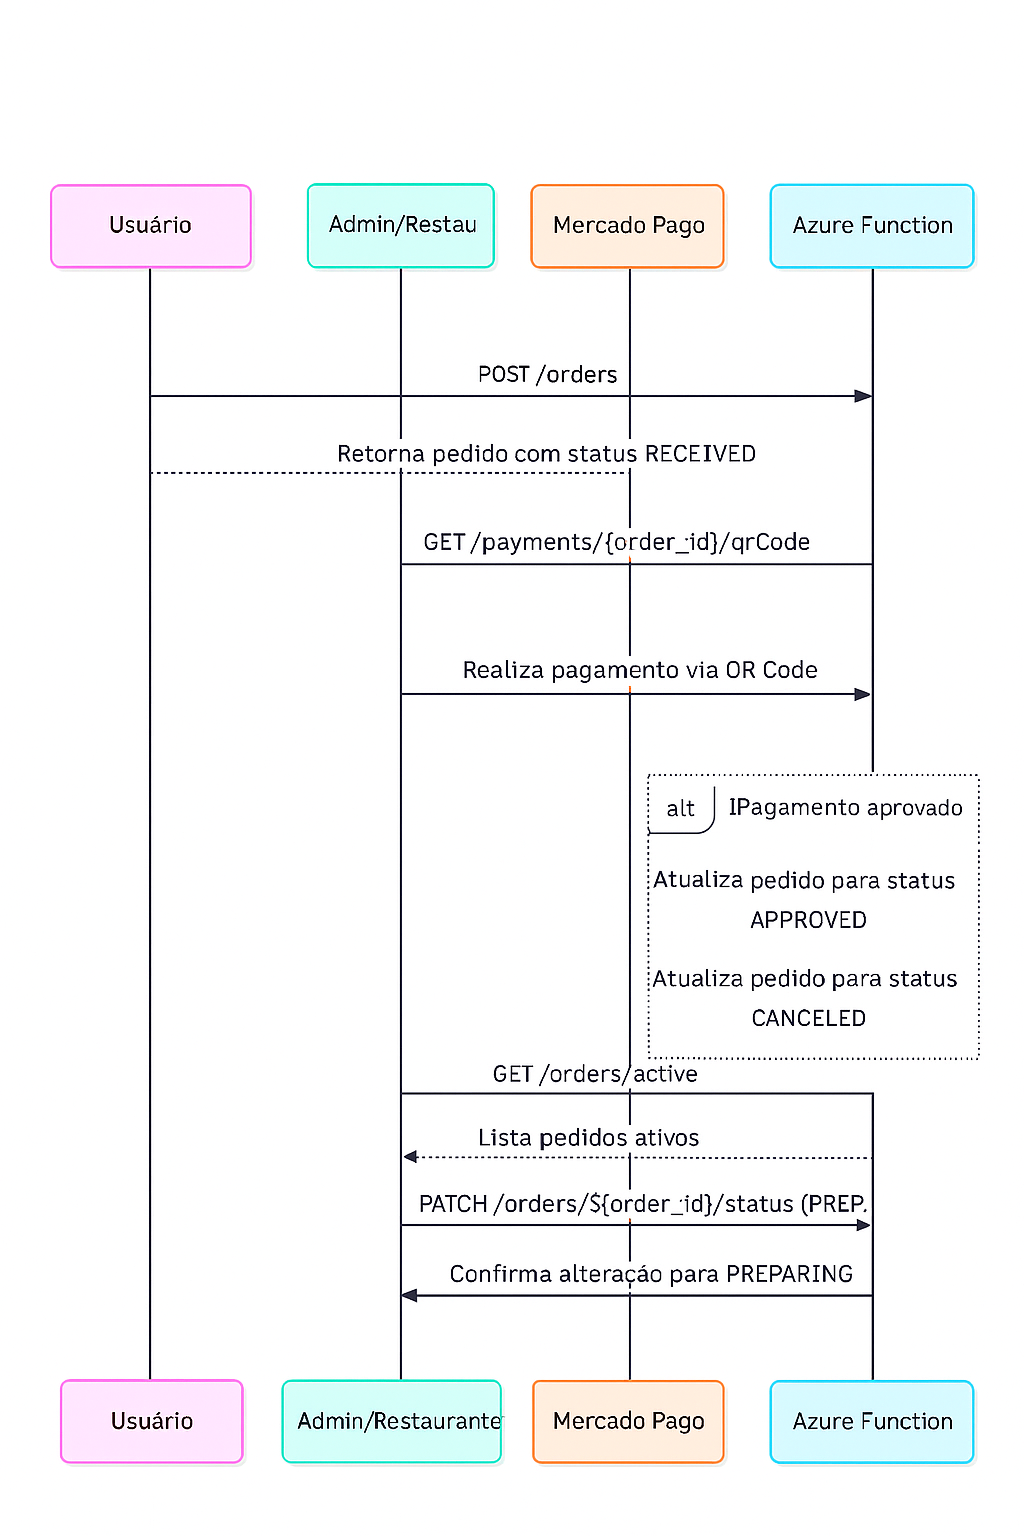 Usuário
Admin/Restau
Mercado Pago
Azure Function
POST /orders
Retorna pedido com status RECEIVED
GET /payments/{order_id}/qrCode
Realiza pagamento via OR Code
alt
IPagamento aprovado
Atualiza pedido para status
APPROVED
Atualiza pedido para status
CANCELED
GET /orders/active
Lista pedidos ativos
PATCH /orders/${order_id}/status (PREP.
Confirma alteraçáo para PREPARING
Usuário
Admin/Restaurante
Mercado Pago
Azure Function